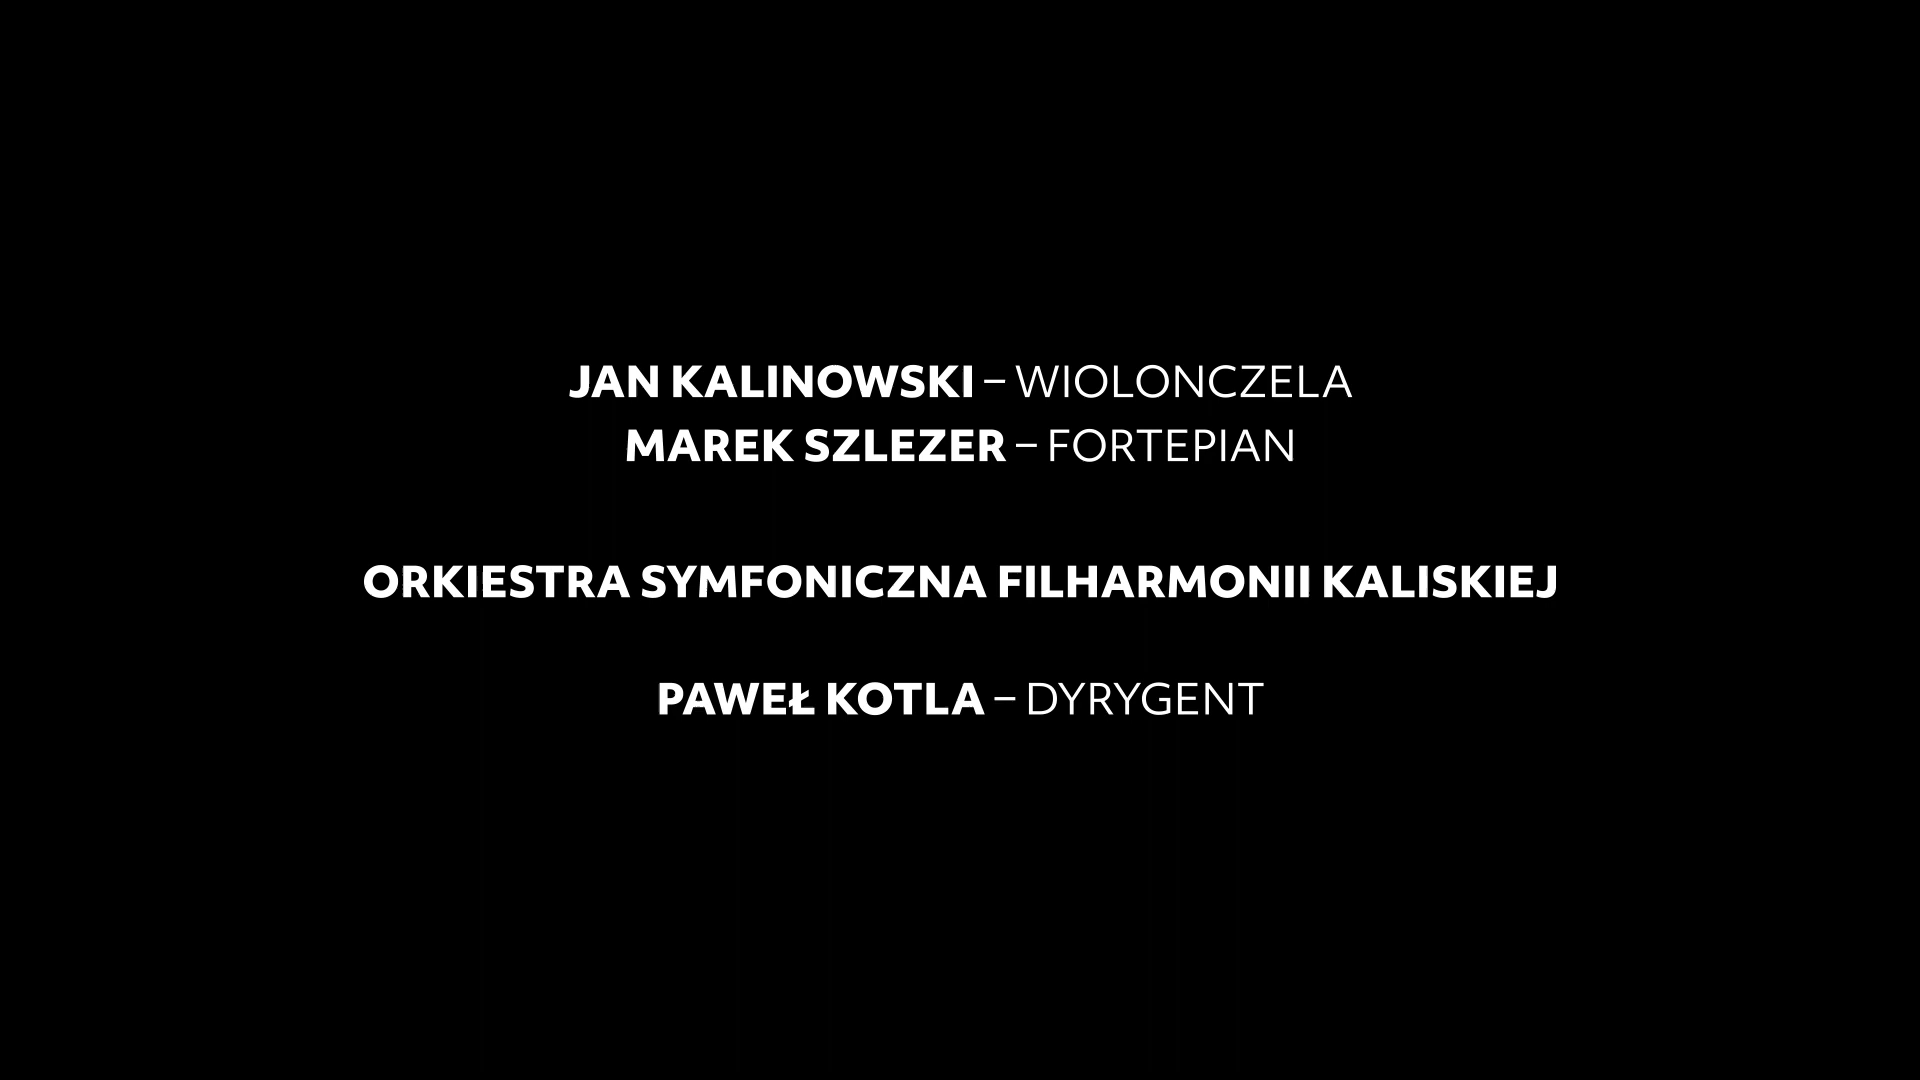 JAN KALINOWSKI – WIOLONCZELA
MAREK SZLEZER – FORTEPIAN
ORKIESTRA SYMFONICZNA FILHARMONII KALISKIEJ
PAWEŁ KOTLA – DYRYGENT